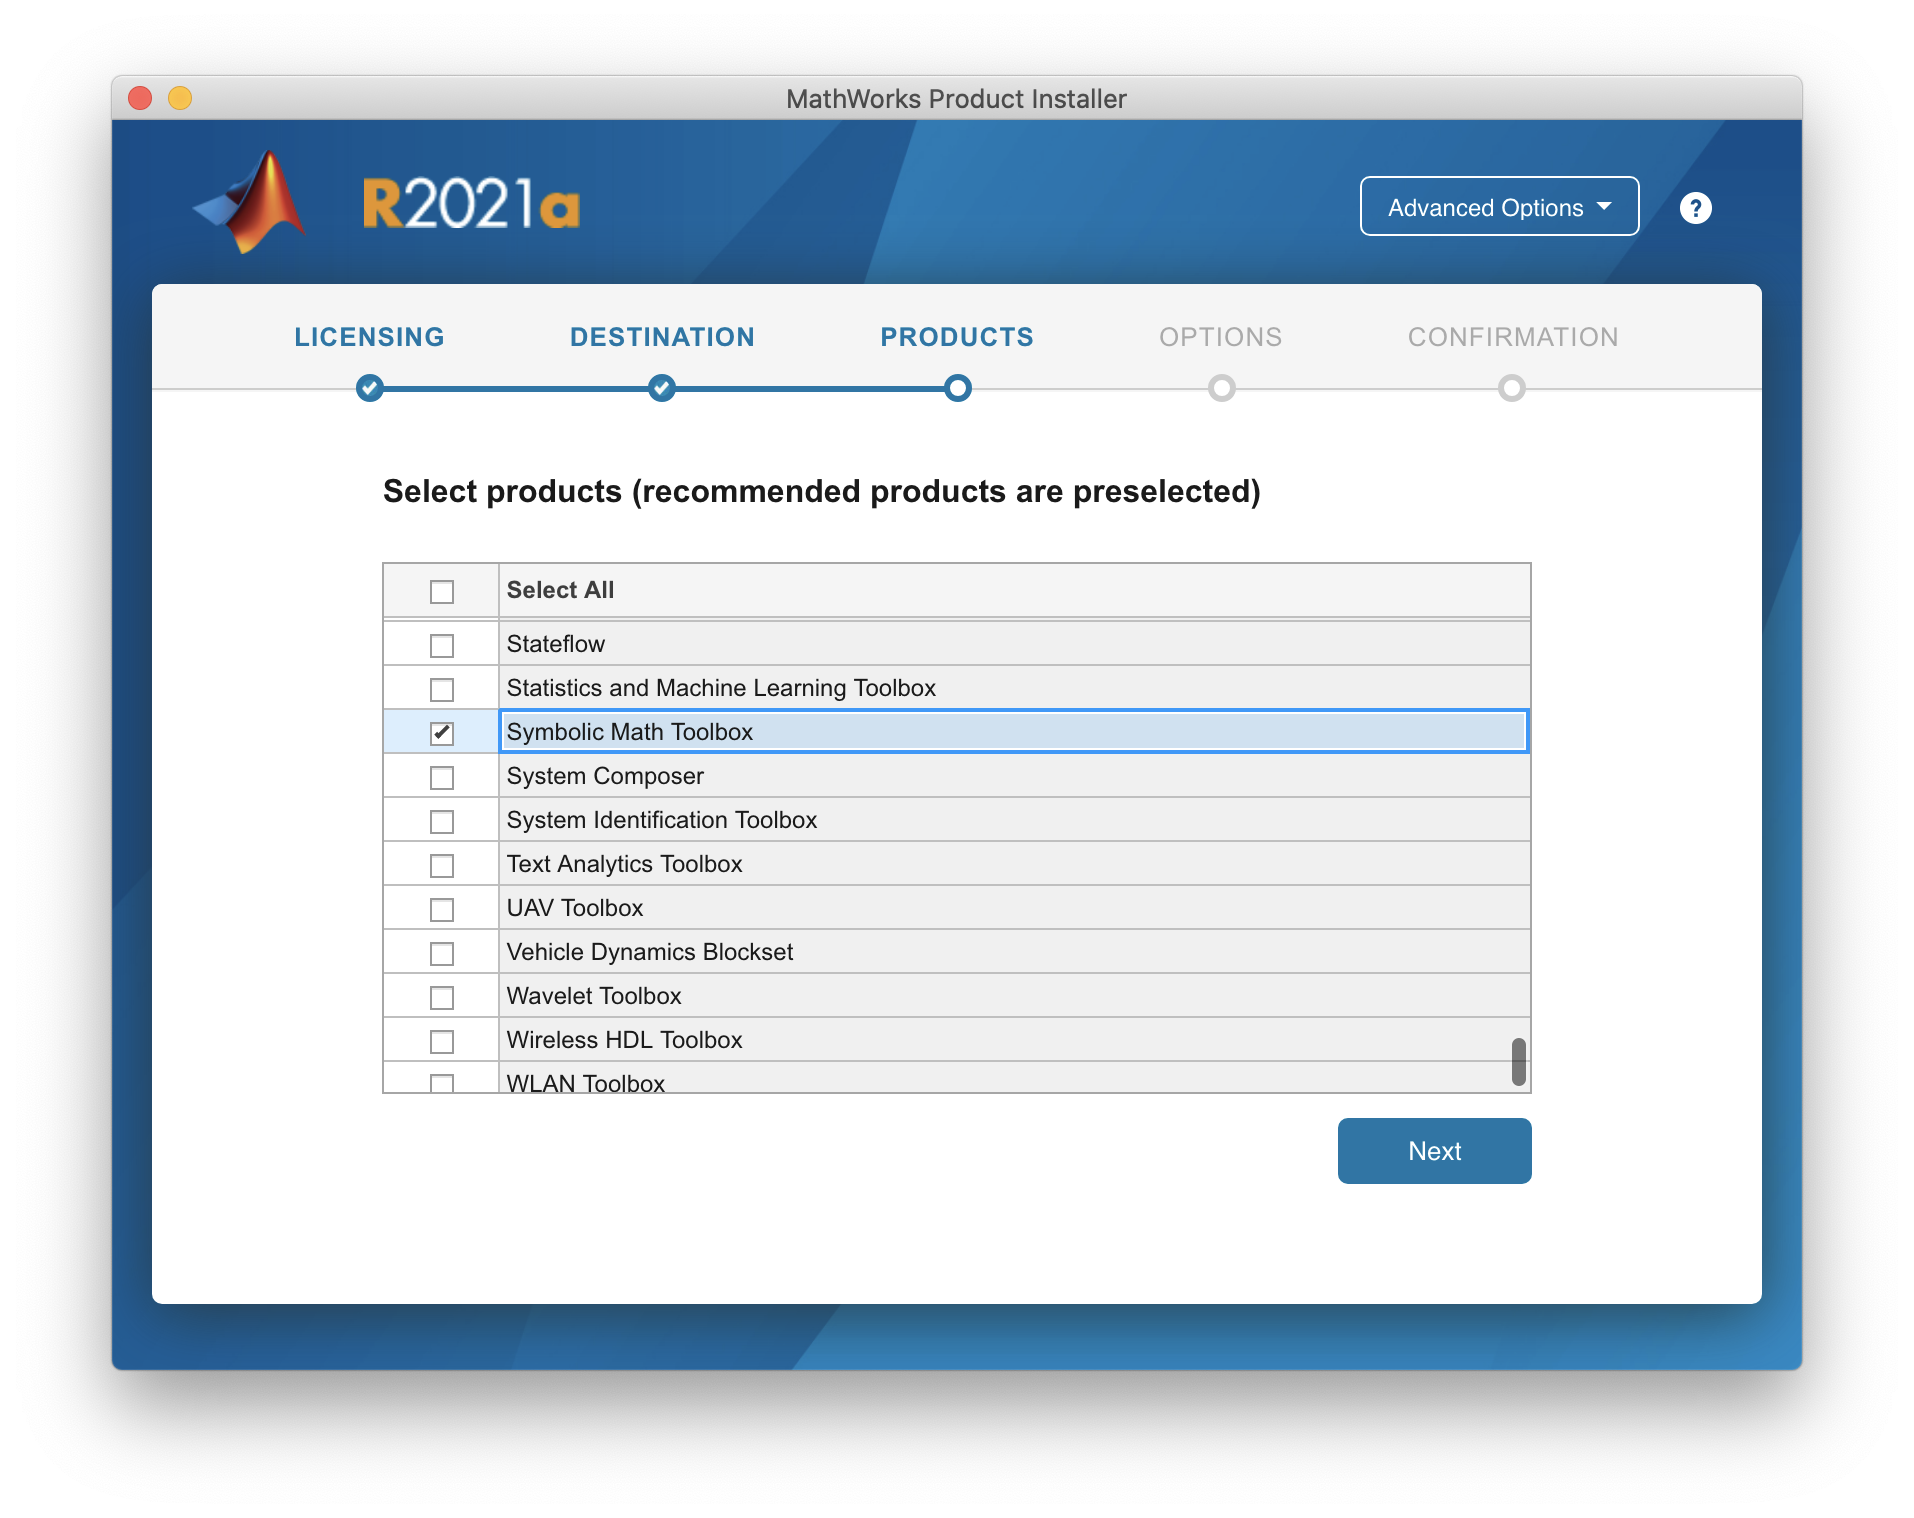 MathWorks Product Installer
R2021a
Advanced Options
?
LICENSING DESTINATION PRODUCTS OPTIONS CONFIRMATION
Select products (recommended products are preselected)
Select All
Stateflow
Statistics and Machine Learning Toolbox
Symbolic Math Toolbox
System Composer
System Identification Toolbox
Text Analytics Toolbox
UAV Toolbox
Vehicle Dynamics Blockset
Wavelet Toolbox
Wireless HDL Toolbox
WLAN Toolbox
Next